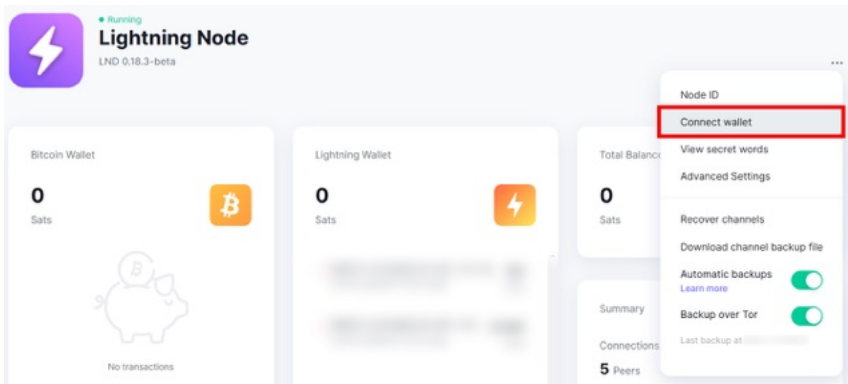 Running
Lightning Node
LND 0.18.3-beta
Node ID
Connect wallet
View secret words
Advanced Settings
Recover channels
Download channel backup file
Automatic backups
Learn more
Backup over Tor
Last backup at
Bitcoin Wallet
0
Sats
No transactions
Lightning Wallet
0
Sats
Total Balance
0
Sats
Summary
Connections
5 Peers